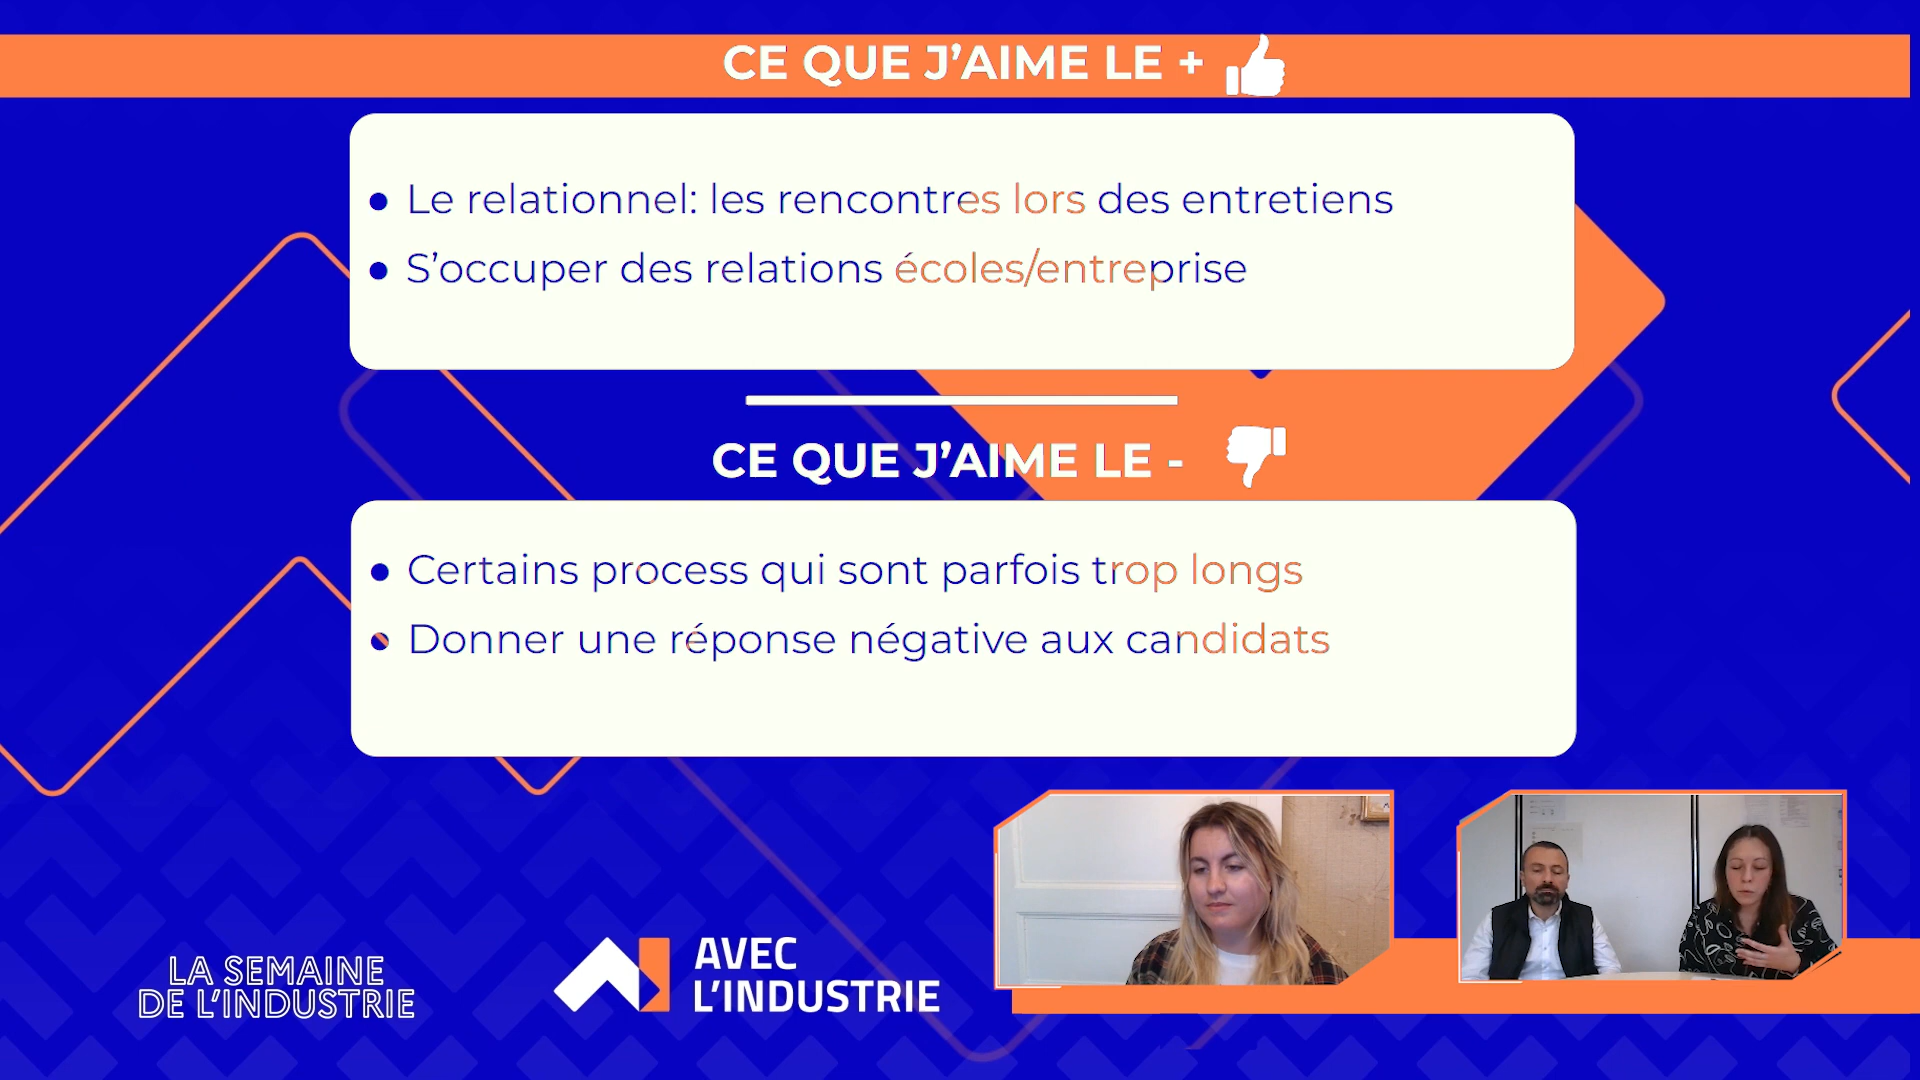 CE QUE J’AIME LE +
• Le relationnel: les rencontres lors des entretiens
• S’occuper des relations écoles/entreprise
CE QUE J’AIME LE -
• Certains process qui sont parfois trop longs
• Donner une réponse négative aux candidats
LA SEMAINE
DE L’INDUSTRIE
AVEC
L’INDUSTRIE